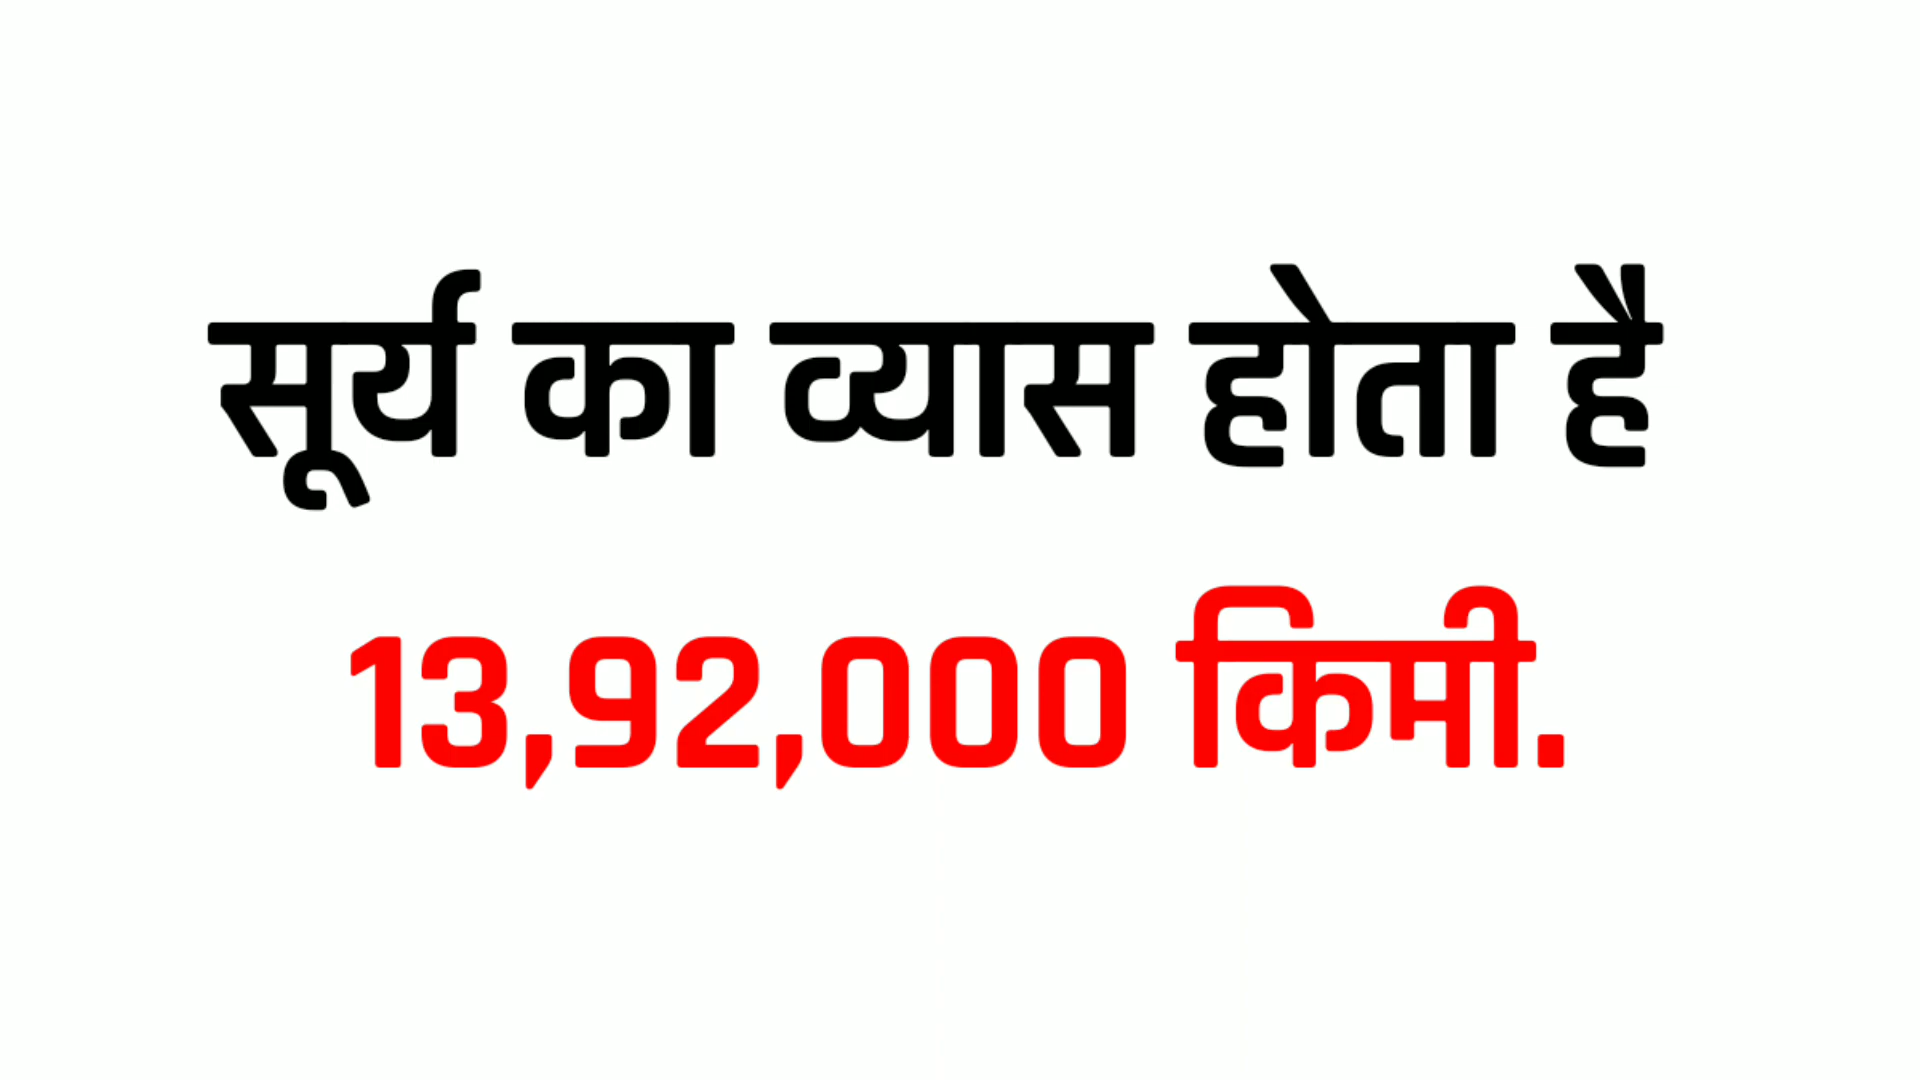 सूर्य का व्यास होता है
13,92,000 किमी.